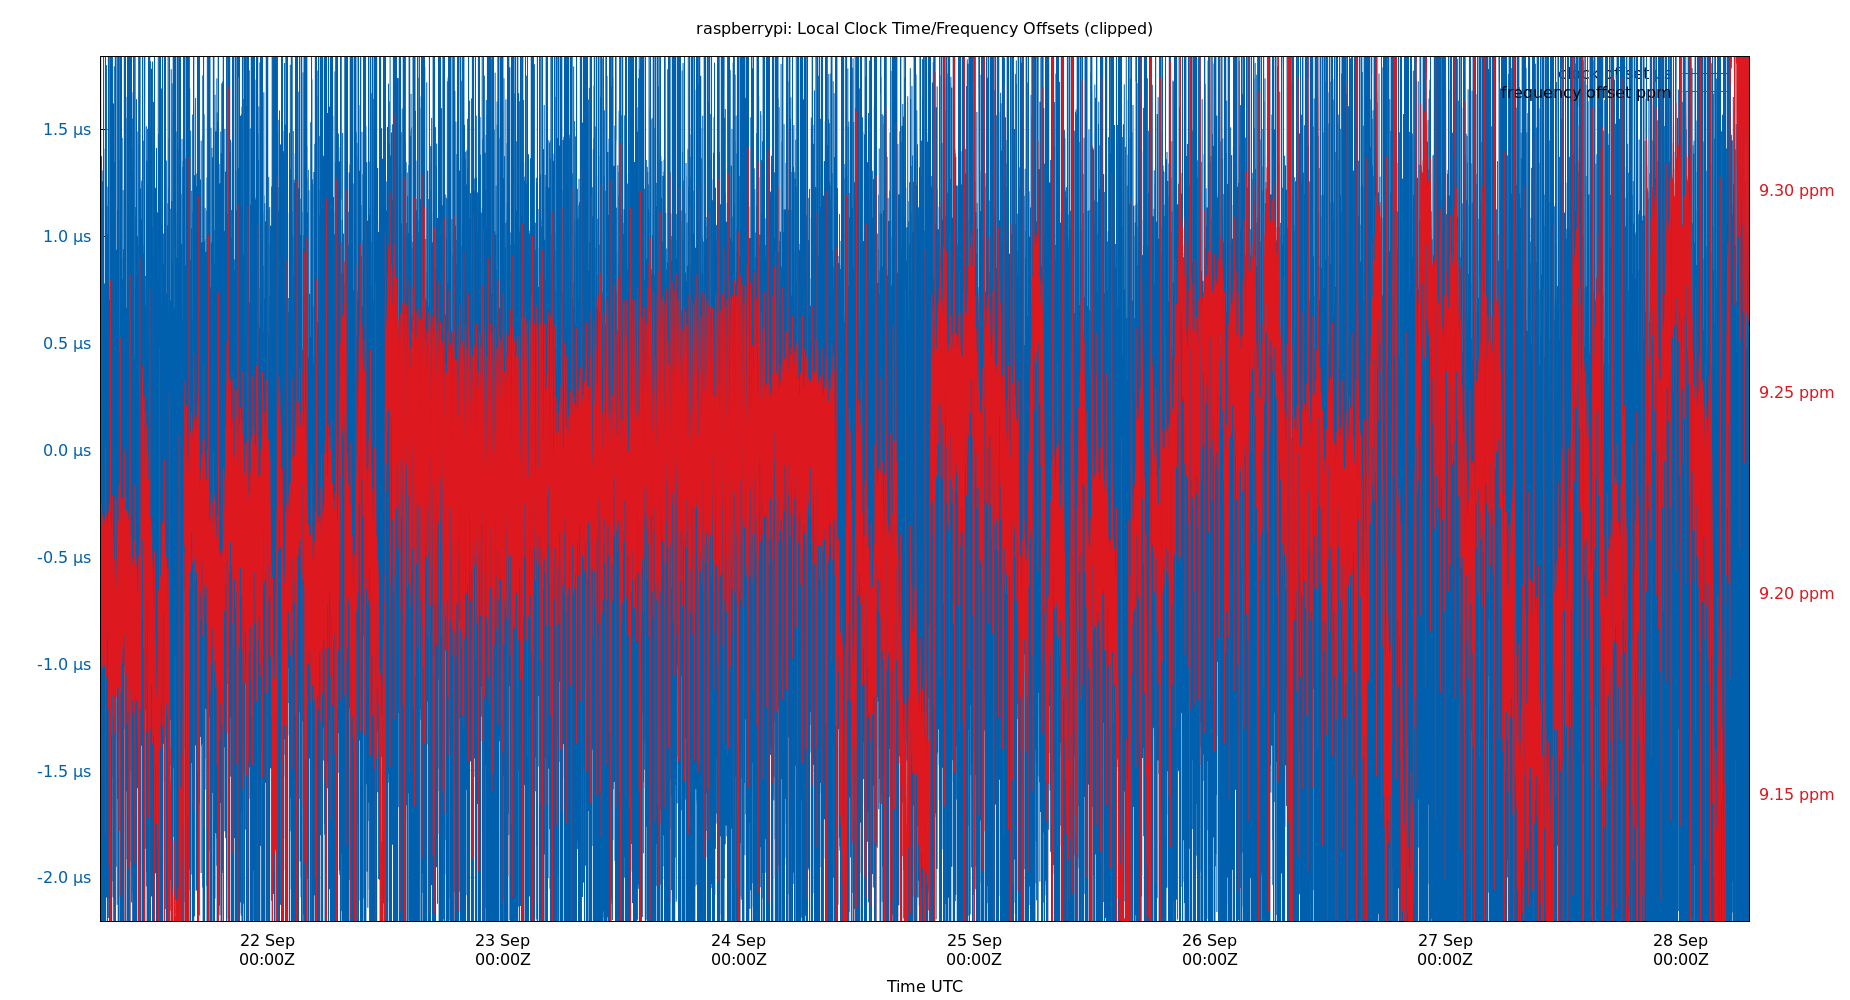 raspberrypi: Local Clock Time/Frequency Offsets (clipped)
clock offset µs
frequency offset ppm
1.5 µs
1.0 µs
0.5 µs
0.0 µs
-0.5 µs
-1.0 µs
-1.5 µs
-2.0 µs
9.30 ppm
9.25 ppm
9.20 ppm
9.15 ppm
22 Sep
00:00Z
23 Sep
00:00Z
24 Sep
00:00Z
25 Sep
00:00Z
26 Sep
00:00Z
27 Sep
00:00Z
28 Sep
00:00Z
Time UTC